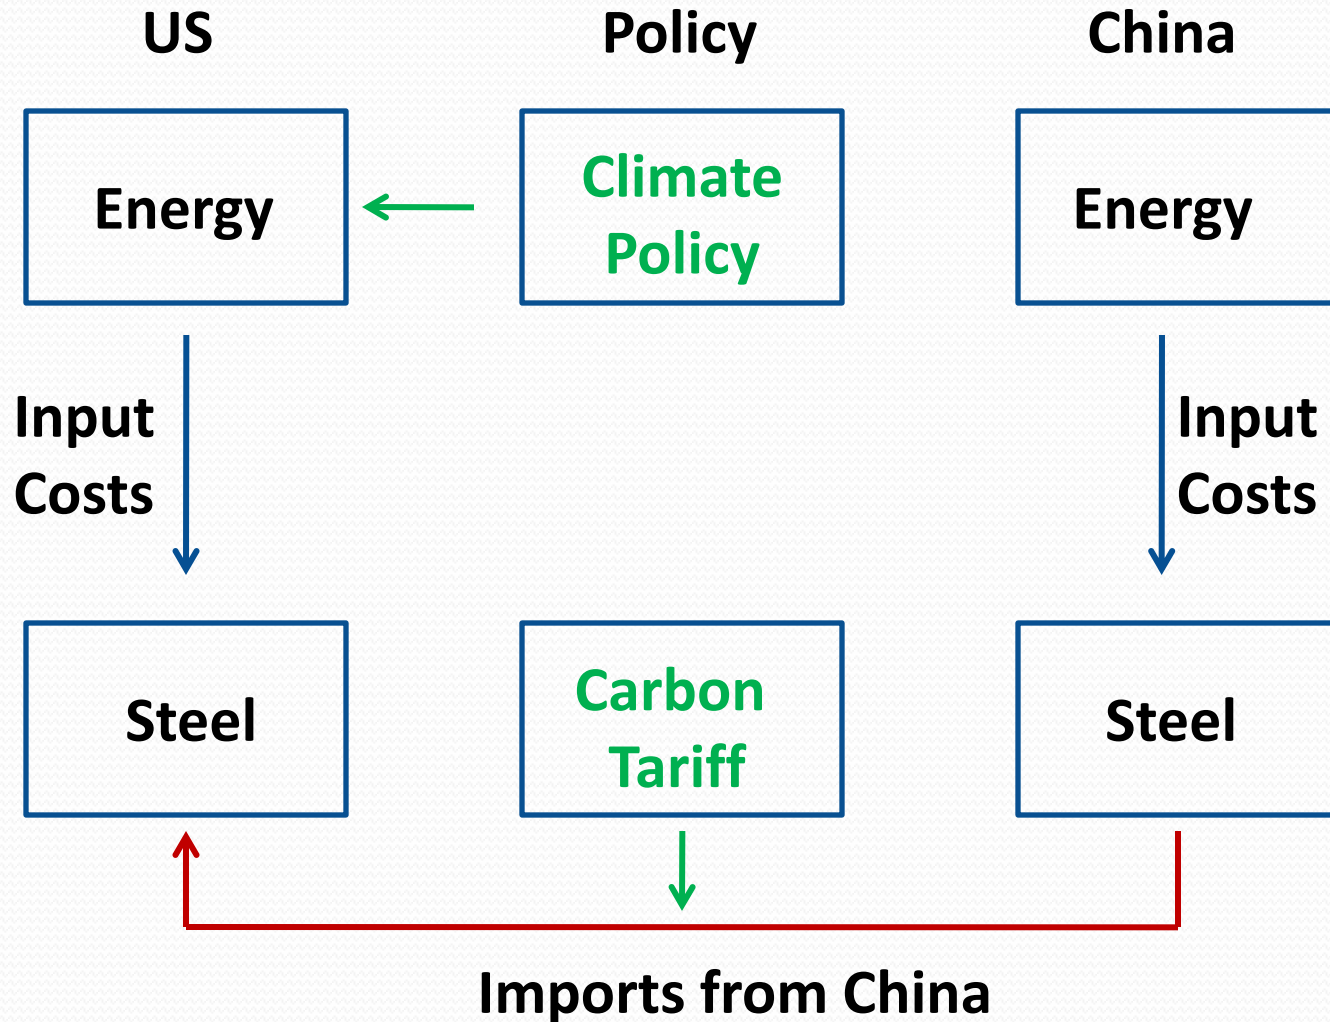 US
Policy
China
Energy
Climate
Policy
Energy
Input
Costs
Input
Costs
Steel
Carbon
Tariff
Steel
Imports from China